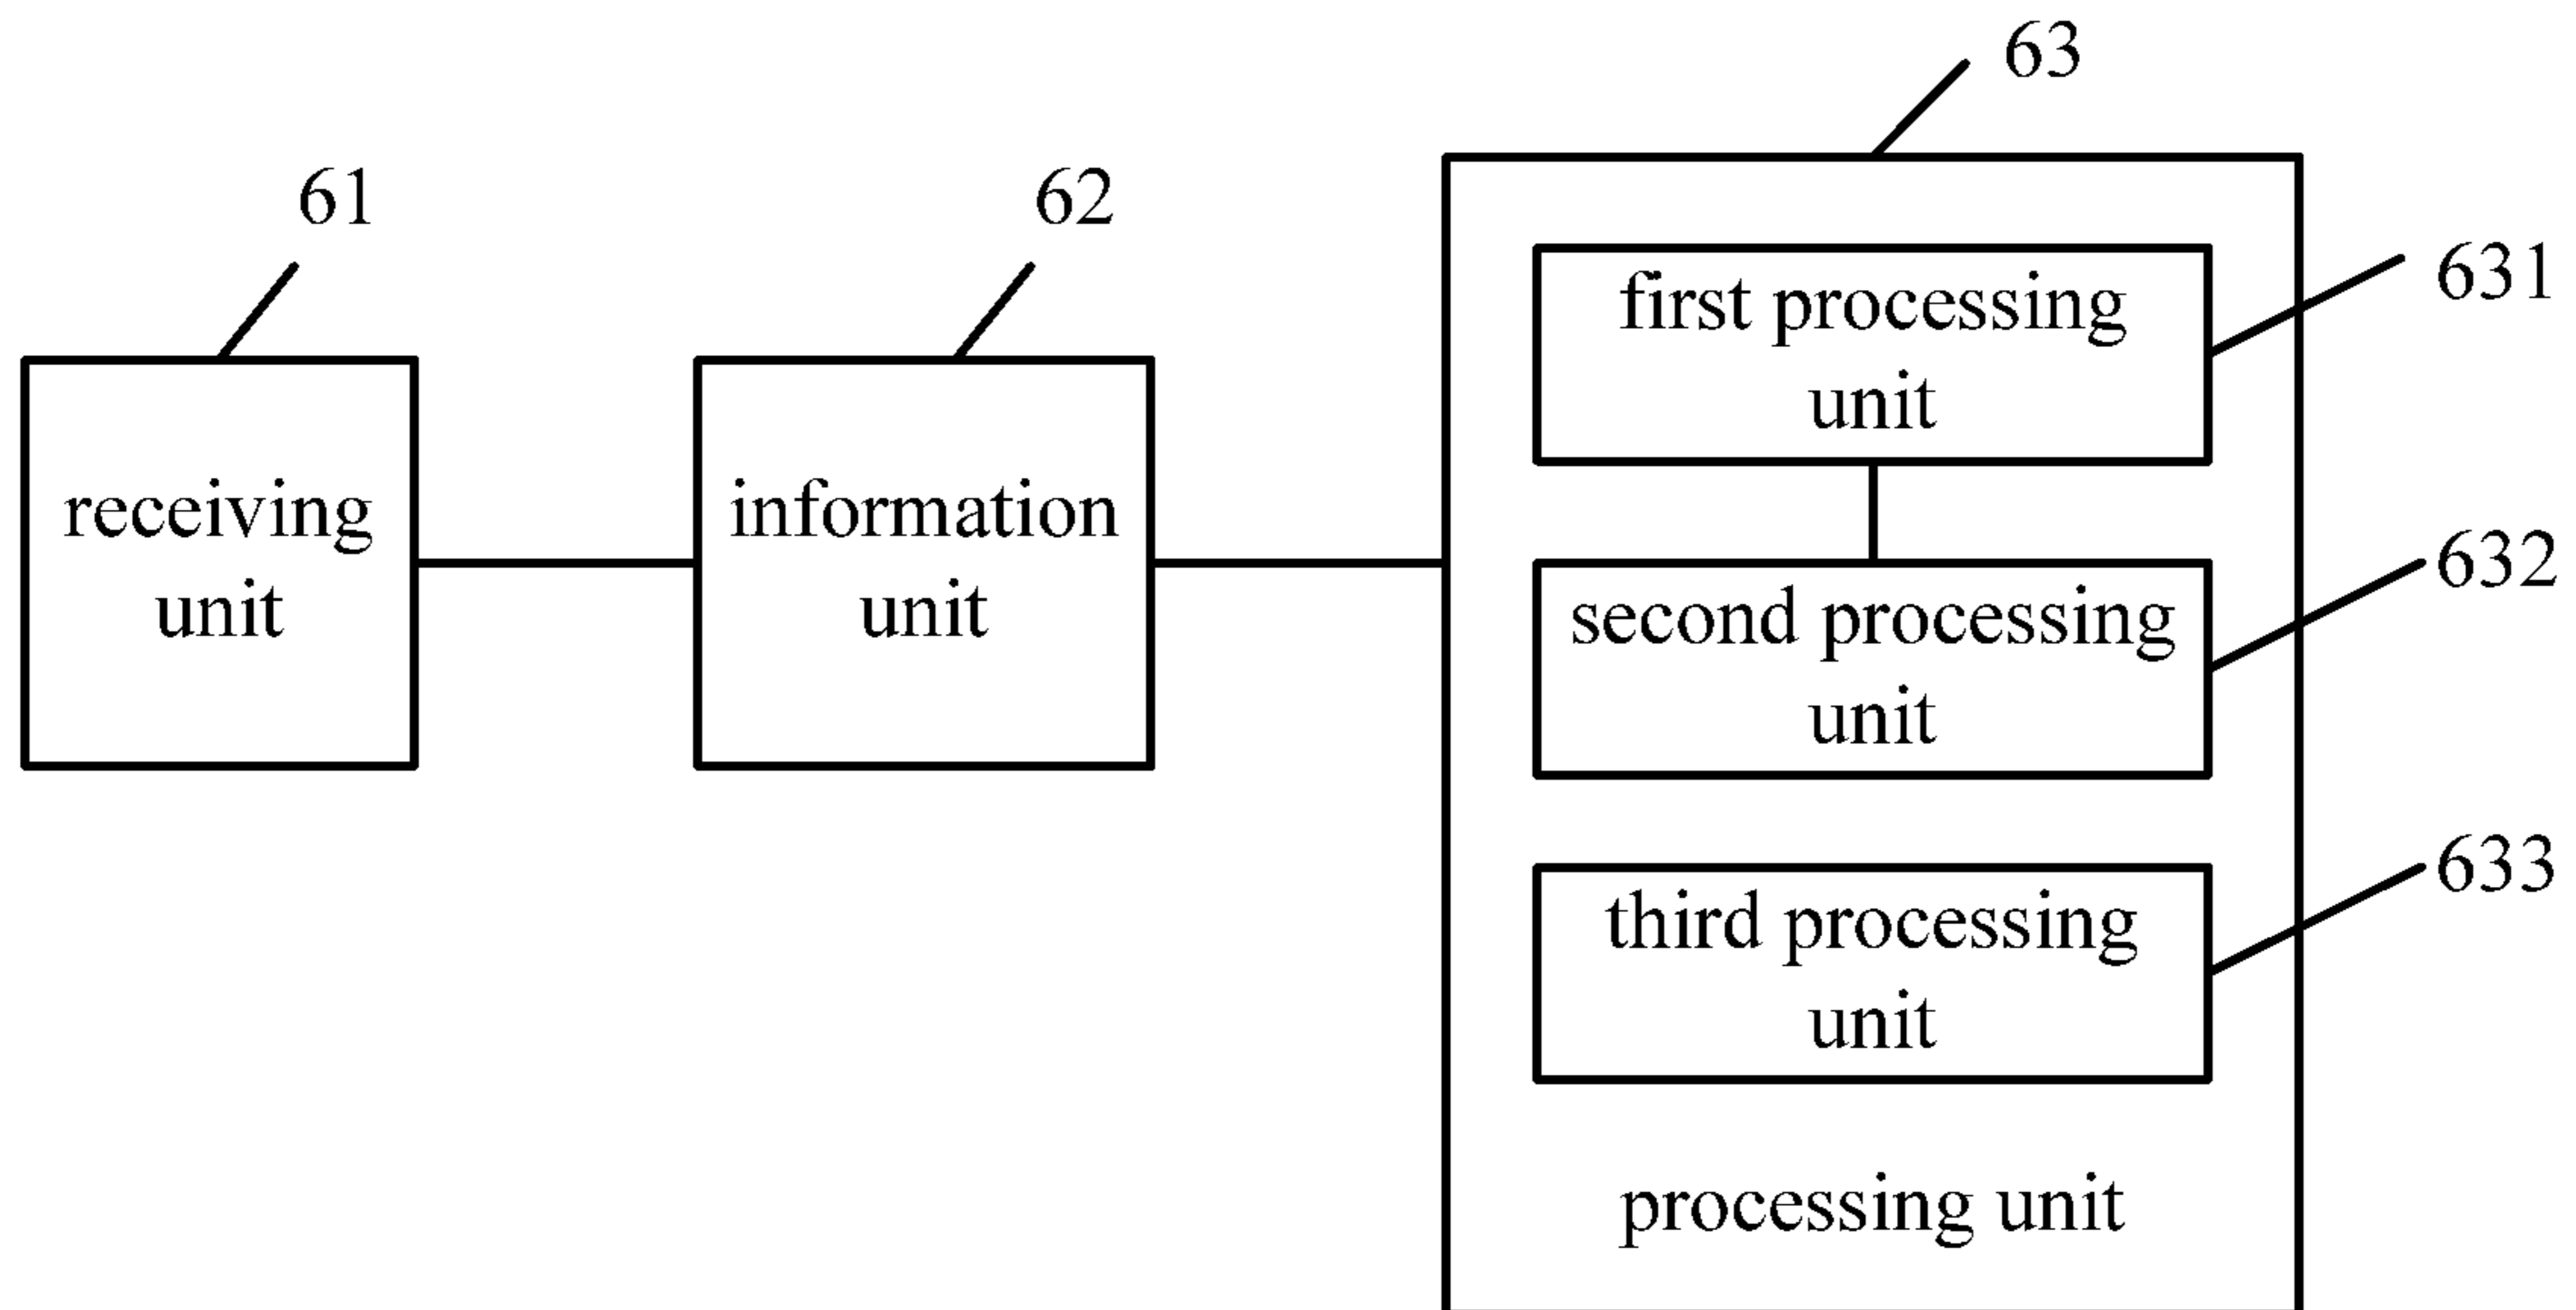 63
61
62
631
first processing
unit
receiving
unit
information
unit
632
second processing
unit
633
third processing
unit
processing unit